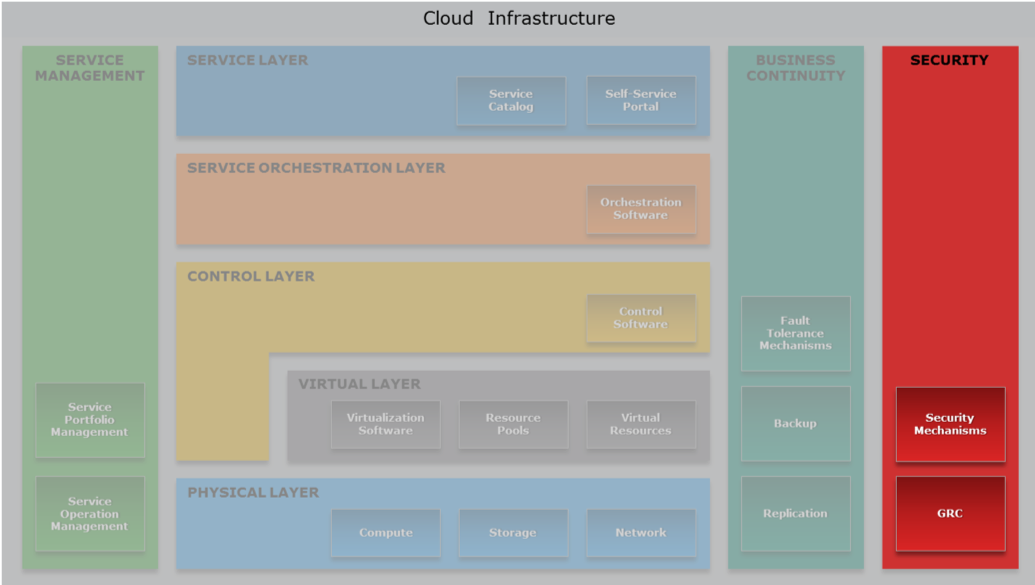 Cloud Infrastructure
SERVICE
MANAGEMENT
Service
Portfolio
Management
Service
Operation
Management
SERVICE LAYER
Service
Catalog
Self-Service
Portal
SERVICE ORCHESTRATION LAYER
Orchestration
Software
CONTROL LAYER
Control
Software
VIRTUAL LAYER
Virtualization
Software
Resource
Pools
Virtual
Resources
PHYSICAL LAYER
Compute
Storage
Network
BUSINESS
CONTINUITY
Fault
Tolerance
Mechanisms
Backup
Replication
SECURITY
Security
Mechanisms
GRC